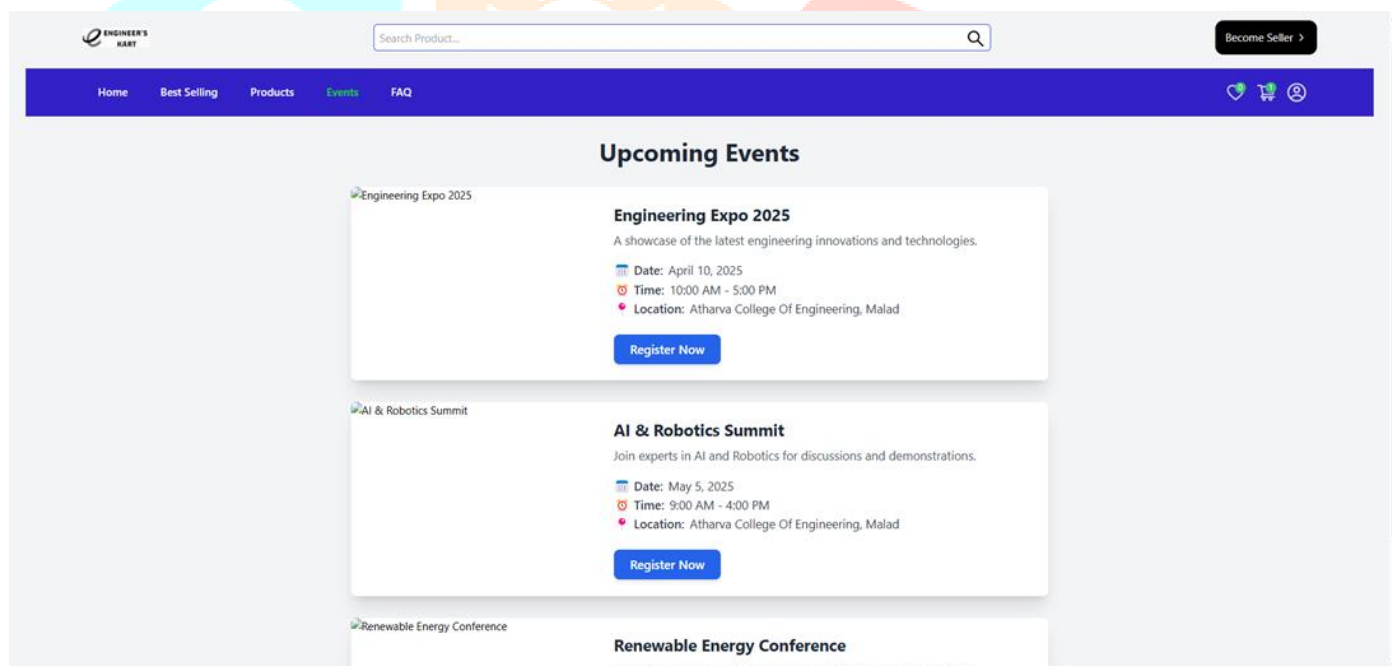 ENGINEER'S
KART
Search Product...
Become Seller >
Home Best Selling Products Events FAQ
0 1
Upcoming Events
Engineering Expo 2025
Engineering Expo 2025
A showcase of the latest engineering innovations and technologies.
Date: April 10, 2025
Time: 10:00 AM - 5:00 PM
Location: Atharva College Of Engineering, Malad
Register Now
AI & Robotics Summit
AI & Robotics Summit
Join experts in AI and Robotics for discussions and demonstrations.
Date: May 5, 2025
Time: 9:00 AM - 4:00 PM
Location: Atharva College Of Engineering, Malad
Register Now
Renewable Energy Conference
Renewable Energy Conference